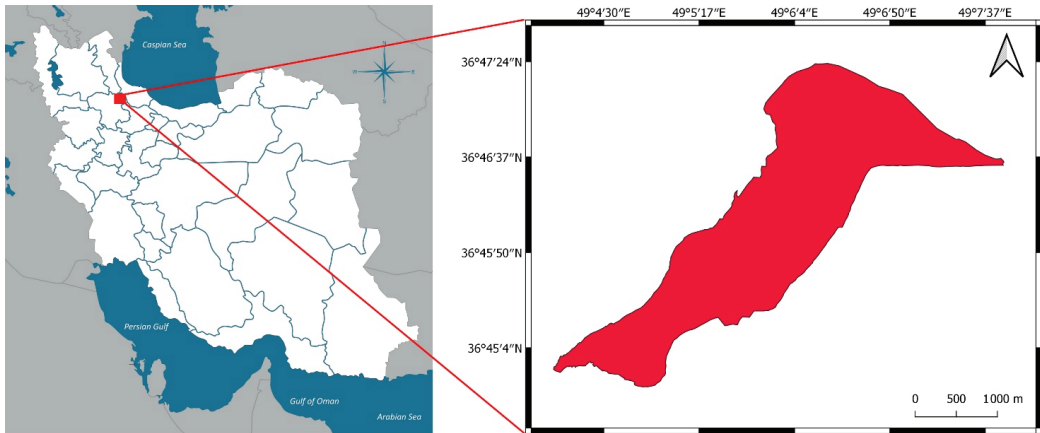 Caspian Sea
Persian Gulf
Gulf of Oman
Arabian Sea
49°4′30″E 49°5′17″E 49°6′4″E 49°6′50″E 49°7′37″E
36°47′24″N
36°46′37″N
36°45′50″N
36°45′4″N
0 500 1000 m